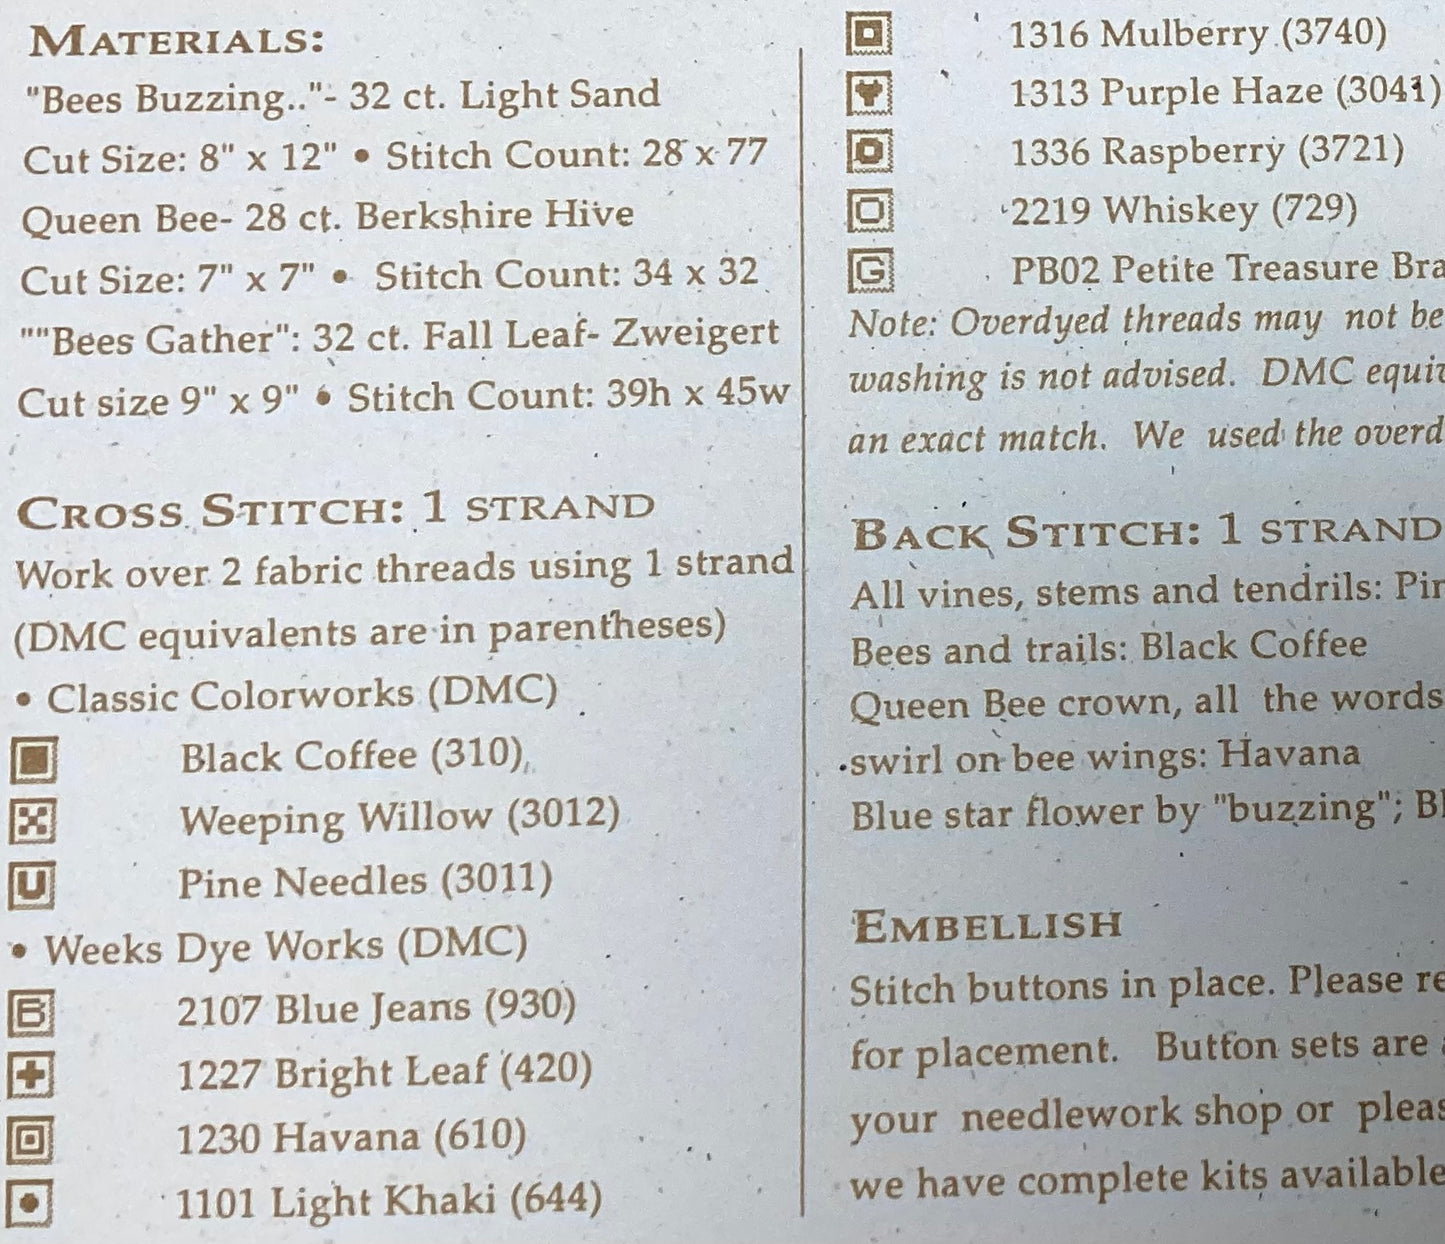 MATERIALS:
"Bees Buzzing.."- 32 ct. Light Sand
Cut Size: 8" x 12" • Stitch Count: 28 x 77
Queen Bee- 28 ct. Berkshire Hive
Cut Size: 7" x 7" • Stitch Count: 34 x 32
""Bees Gather": 32 ct. Fall Leaf- Zweigert
Cut size 9" x 9" • Stitch Count: 39h x 45w
CROSS STITCH: 1 STRAND
Work over 2 fabric threads using 1 strand
(DMC equivalents are in parentheses)
• Classic Colorworks (DMC)
Black Coffee (310)
Weeping Willow (3012)
U Pine Needles (3011)
• Weeks Dye Works (DMC)
B 2107 Blue Jeans (930)
1227 Bright Leaf (420)
1230 Havana (610)
1101 Light Khaki (644)
1316 Mulberry (3740)
1313 Purple Haze (3041)
1336 Raspberry (3721)
2219 Whiskey (729)
G PB02 Petite Treasure Bra
Note: Overdyed threads may not be
washing is not advised. DMC equiv
an exact match. We used the overd
BACK STITCH: 1 STRAND
All vines, stems and tendrils: Pin
Bees and trails: Black Coffee
Queen Bee crown, all the words
swirl on bee wings: Havana
Blue star flower by "buzzing"; Bl
EMBELLISH
Stitch buttons in place. Please re
for placement. Button sets are
your needlework shop or pleas
we have complete kits available